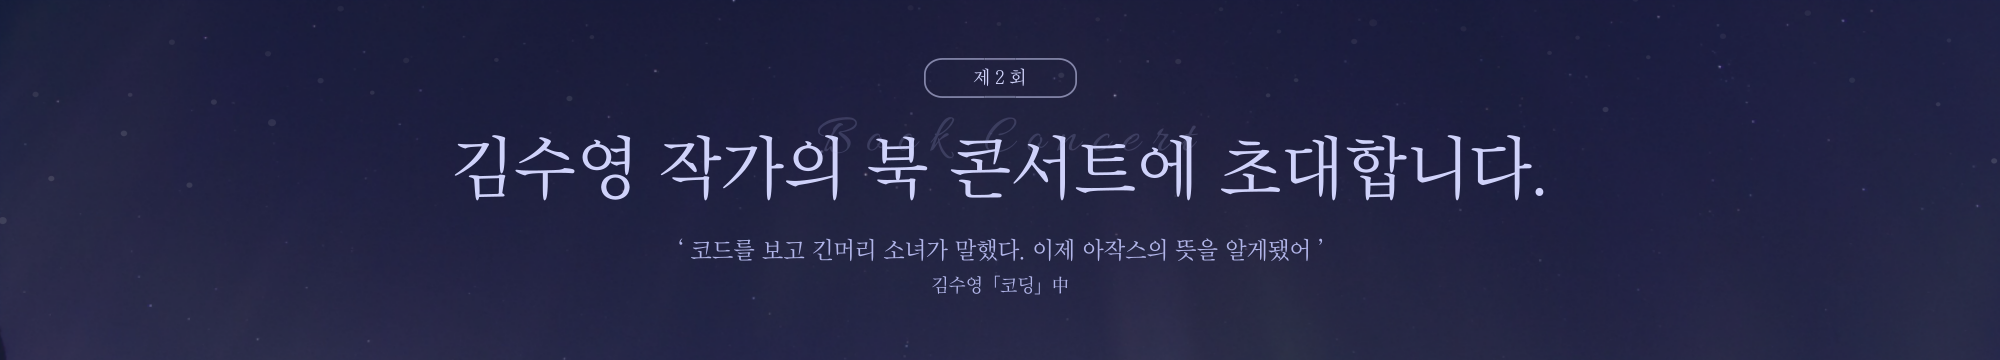 제 2 회
Book Concert
김수영 작가의 북 콘서트에 초대합니다.
‘ 코드를 보고 긴머리 소녀가 말했다. 이제 아작스의 뜻을 알게됐어 ’
김수영「코딩」中